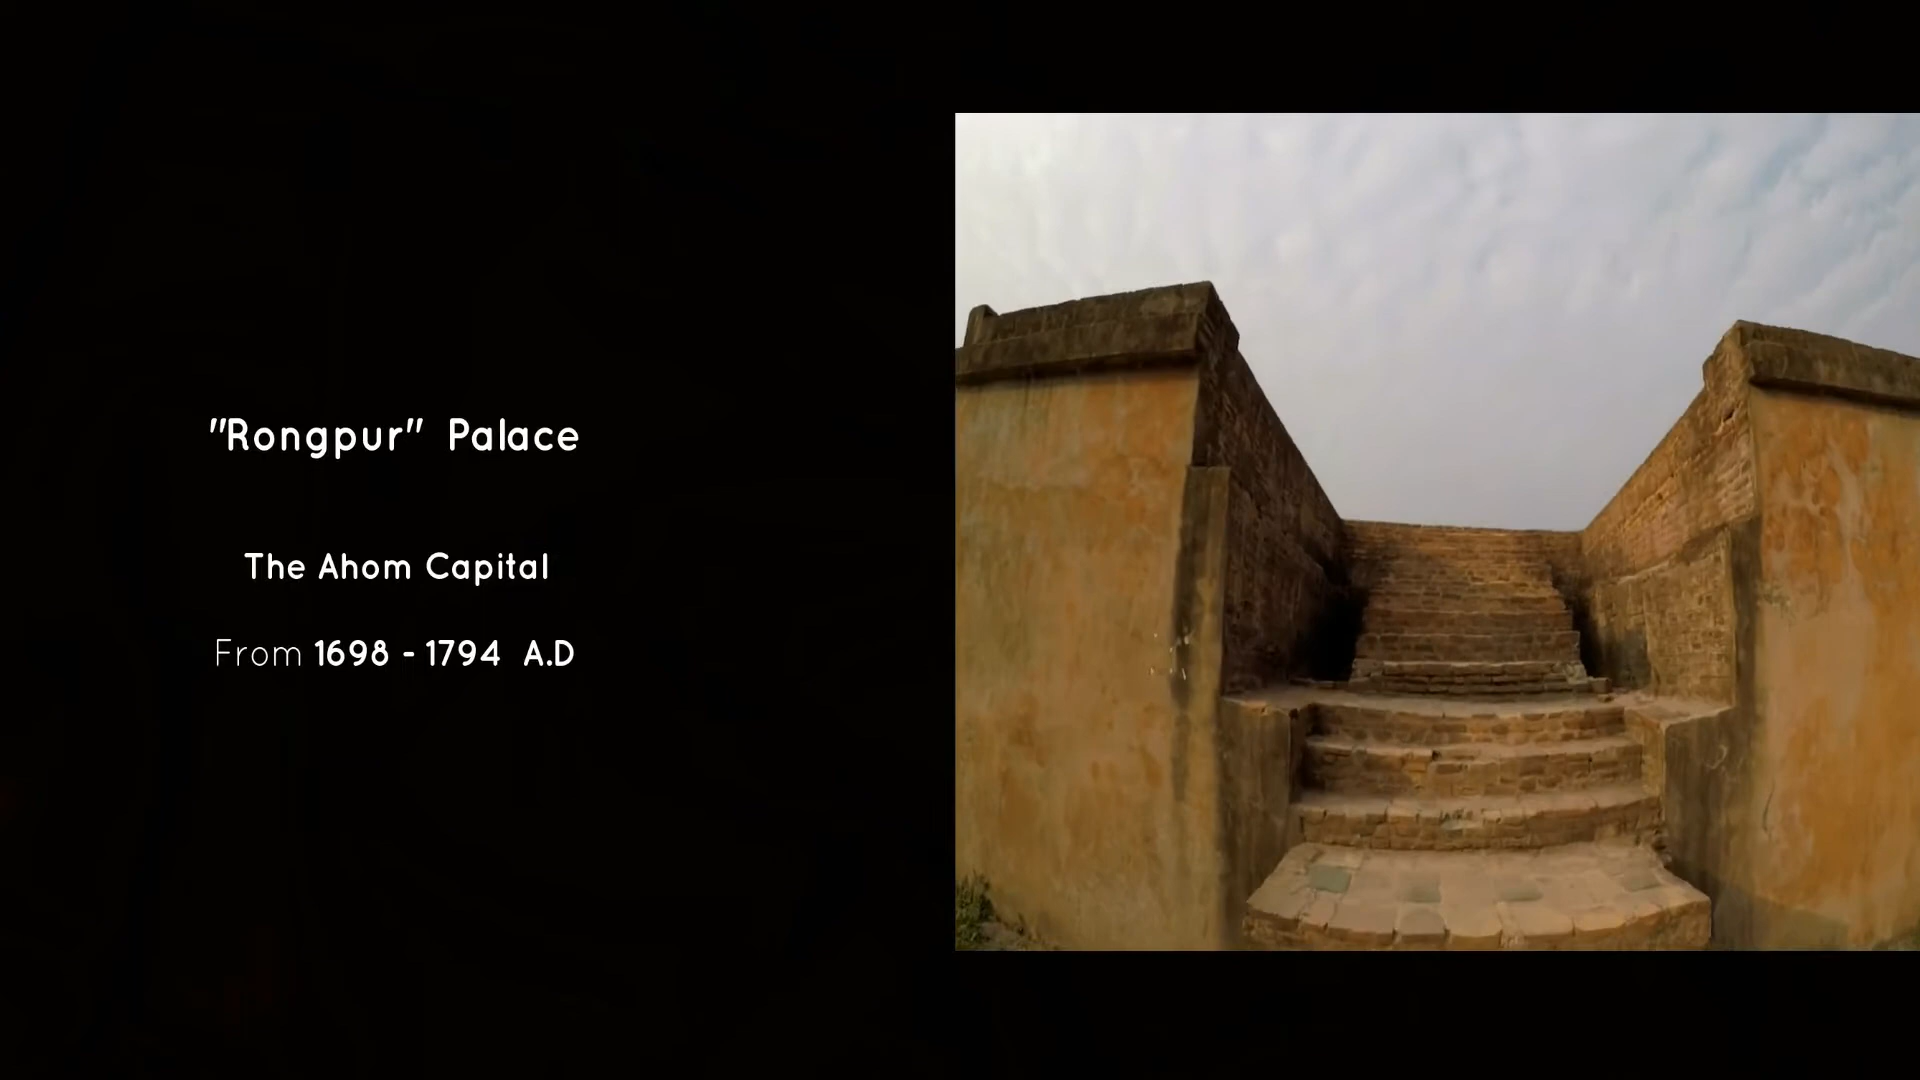 "Rongpur" Palace
The Ahom Capital
From 1698 - 1794 A.D